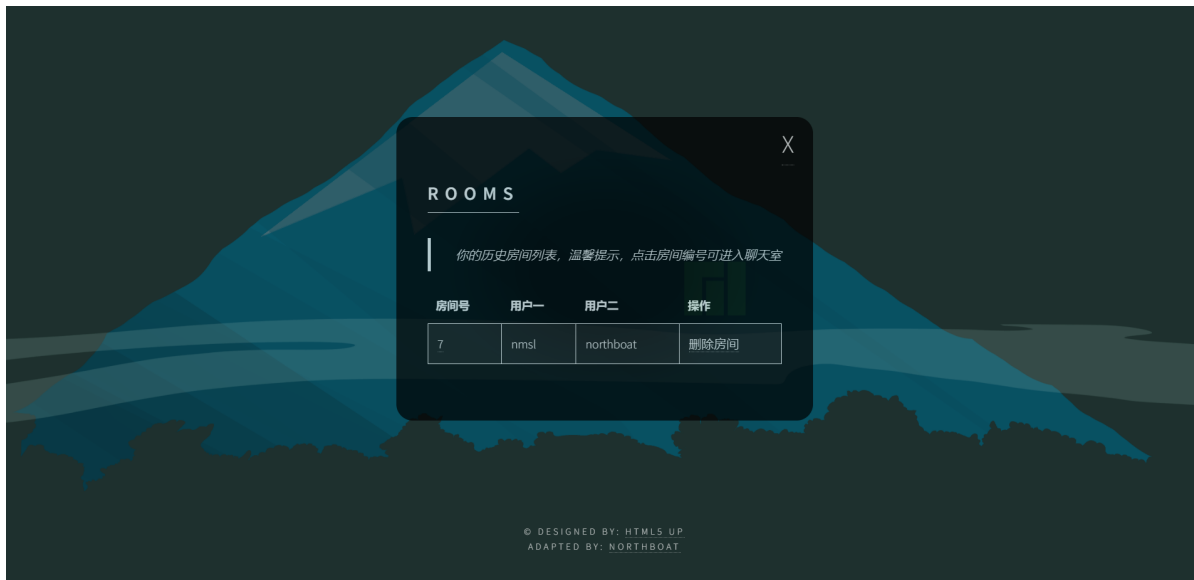 X
ROOMS
你的历史房间列表，温馨提示，点击房间编号可进入聊天室
房间号 用户一 用户二 操作
7 nmsl northboat 删除房间
© DESIGNED BY: HTML5 UP
ADAPTED BY: NORTHBOAT